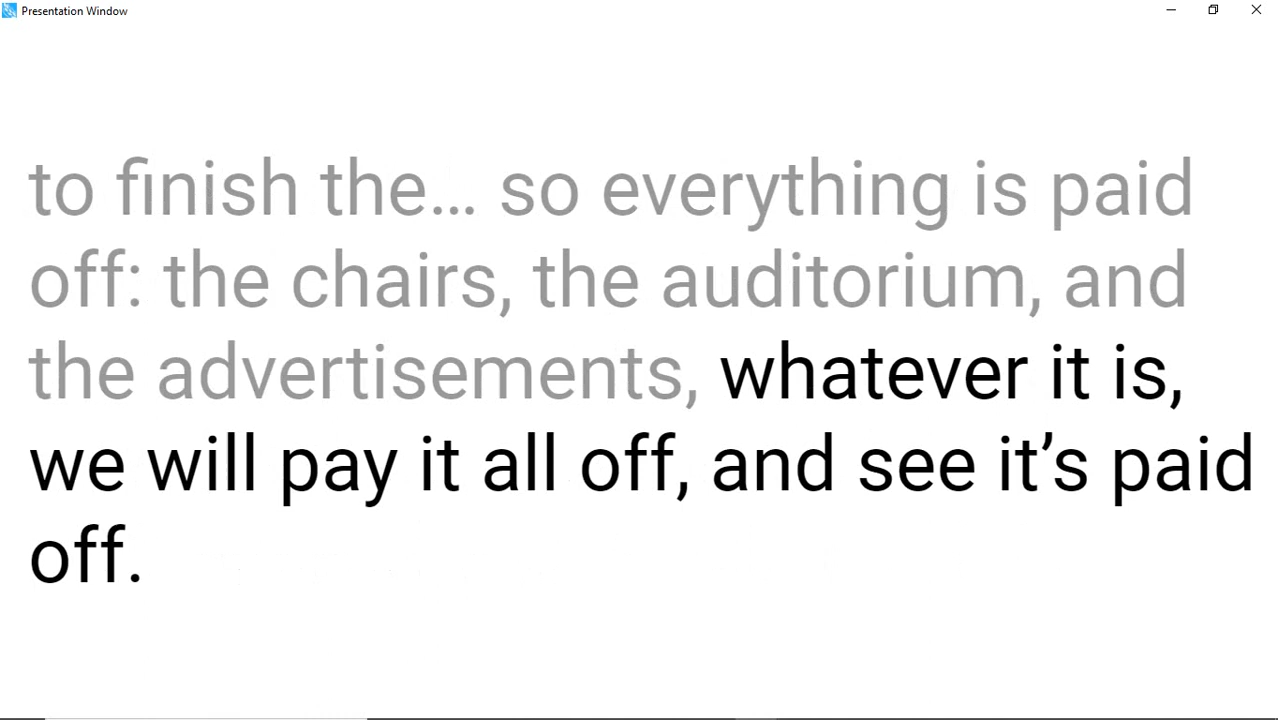 Presentation Window
to finish the... so everything is paid
off: the chairs, the auditorium, and
the advertisements, whatever it is,
we will pay it all off, and see it’s paid
off.